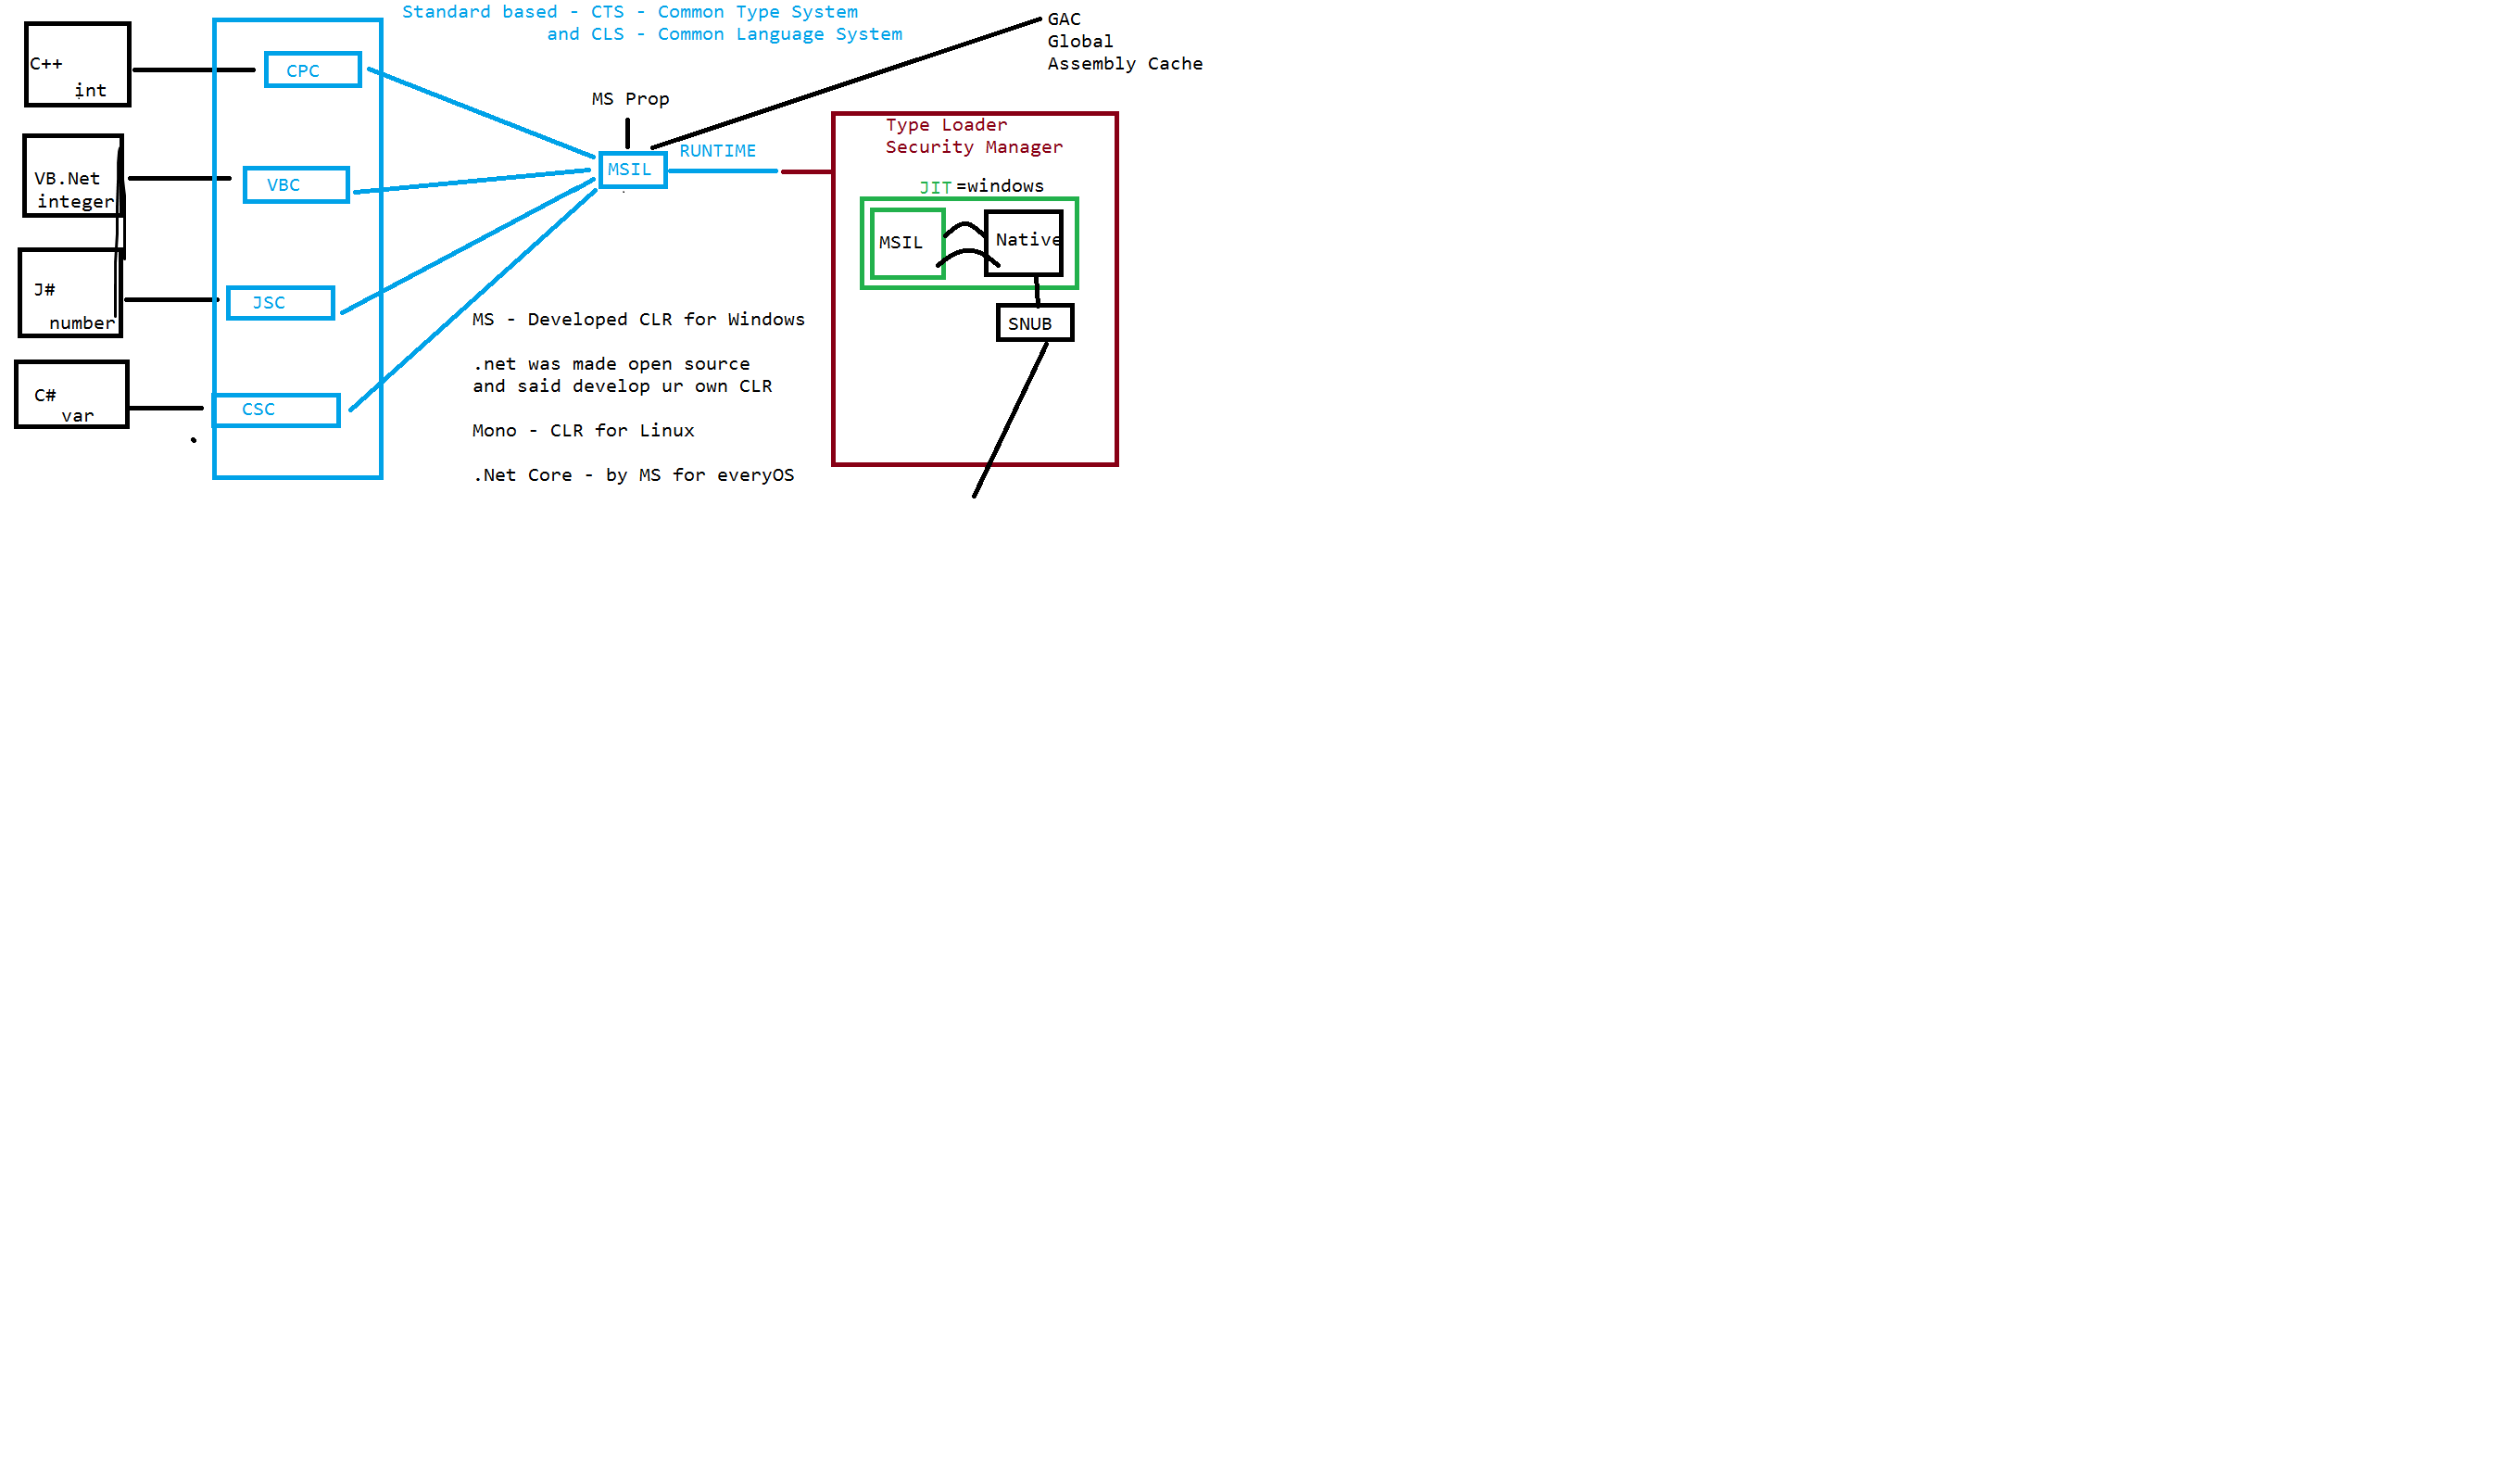 Standard based - CTS - Common Type System
and CLS - Common Language System
GAC
Global
Assembly Cache
C++
int
CPC
MS Prop
VB.Net
integer
VBC
MSIL
RUNTIME
Type Loader
Security Manager
JIT =windows
MSIL
Native
SNUB
J#
number
JSC
C#
var
CSC
MS - Developed CLR for Windows
.net was made open source
and said develop ur own CLR
Mono - CLR for Linux
.Net Core - by MS for everyOS